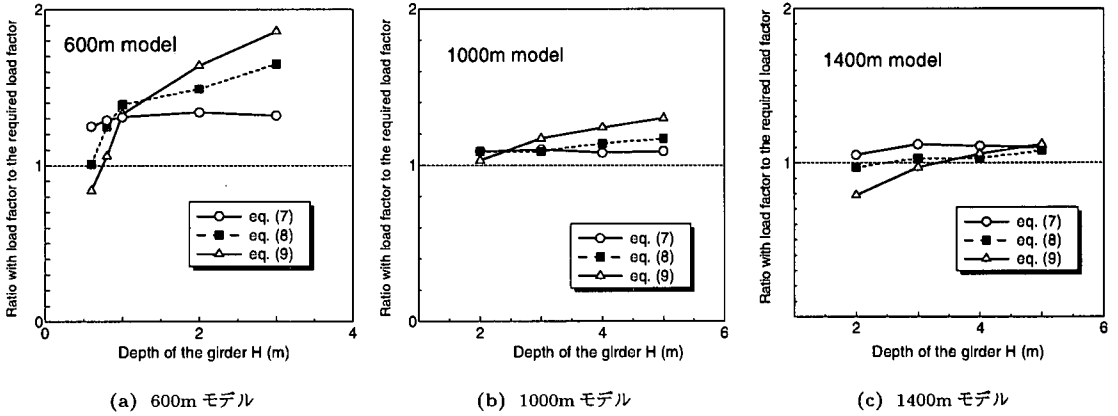 Ratio with load factor to the required load factor
2
1
0
600m model
eq. (7)
eq. (8)
eq. (9)
0 2 4
Depth of the girder H (m)
(a) 600m モデル
Ratio with load factor to the required load factor
2
1
0
1000m model
eq. (7)
eq. (8)
eq. (9)
2 4 6
Depth of the girder H (m)
(b) 1000m モデル
Ratio with load factor to the required load factor
2
1
1400m model
eq. (7)
eq. (8)
eq. (9)
2 4 6
Depth of the girder H (m)
(c) 1400m モデル